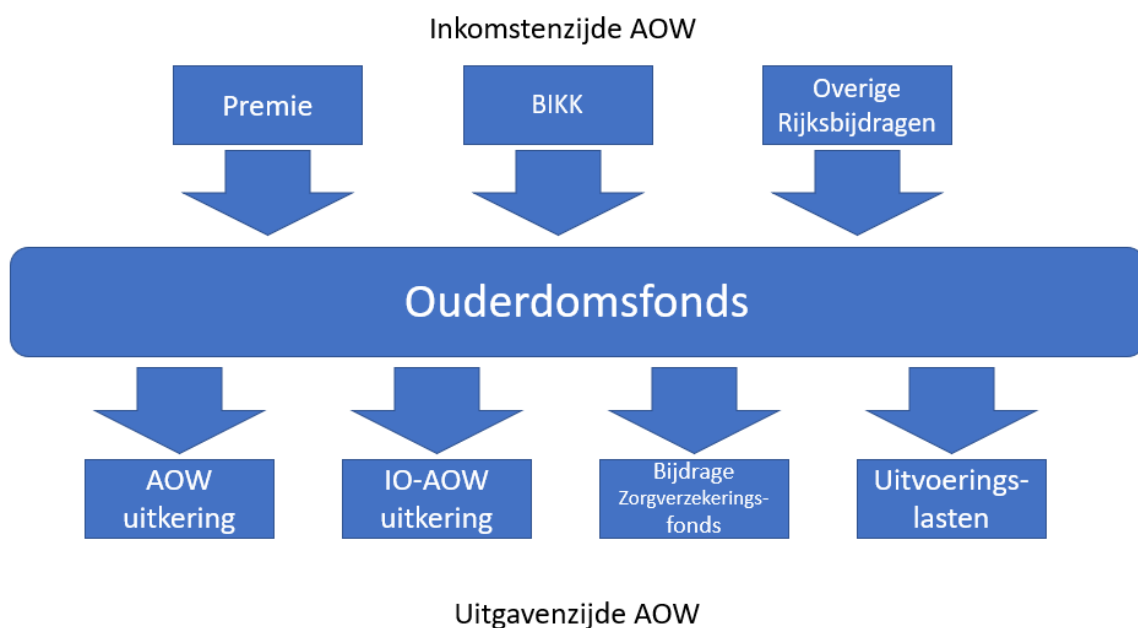 Inkomstenzijde AOW
Premie
BIKK
Overige
Rijksbijdragen
Ouderdomsfonds
AOW
uitkering
IO-AOW
uitkering
Bijdrage
Zorgverzekerings-
fonds
Uitvoerings-
lasten
Uitgavenzijde AOW